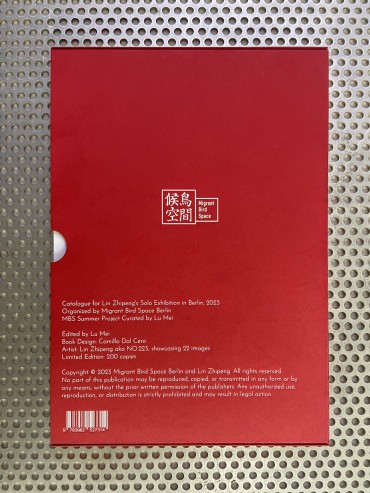 候鳥
空間
Migrant
Bird
Space
Catalogue for Lin Zhipeng's Solo Exhibition in Berlin, 2023
Organized by Migrant Bird Space Berlin
MBS Summer Project Curated by Lu Mei
Edited by Lu Mei
Book Design: Camillo Dal Cero
Artist: Lin Zhipeng aka NO.223, showcasing 22 images
Limited Edition: 200 copies
Copyright © 2023 Migrant Bird Space Berlin and Lin Zhipeng. All rights reserved.
No part of this publication may be reproduced, copied, or transmitted in any form or by
any means, without the prior written permission of the publishers. Any unauthorized use,
reproduction, or distribution is strictly prohibited and may result in legal action.